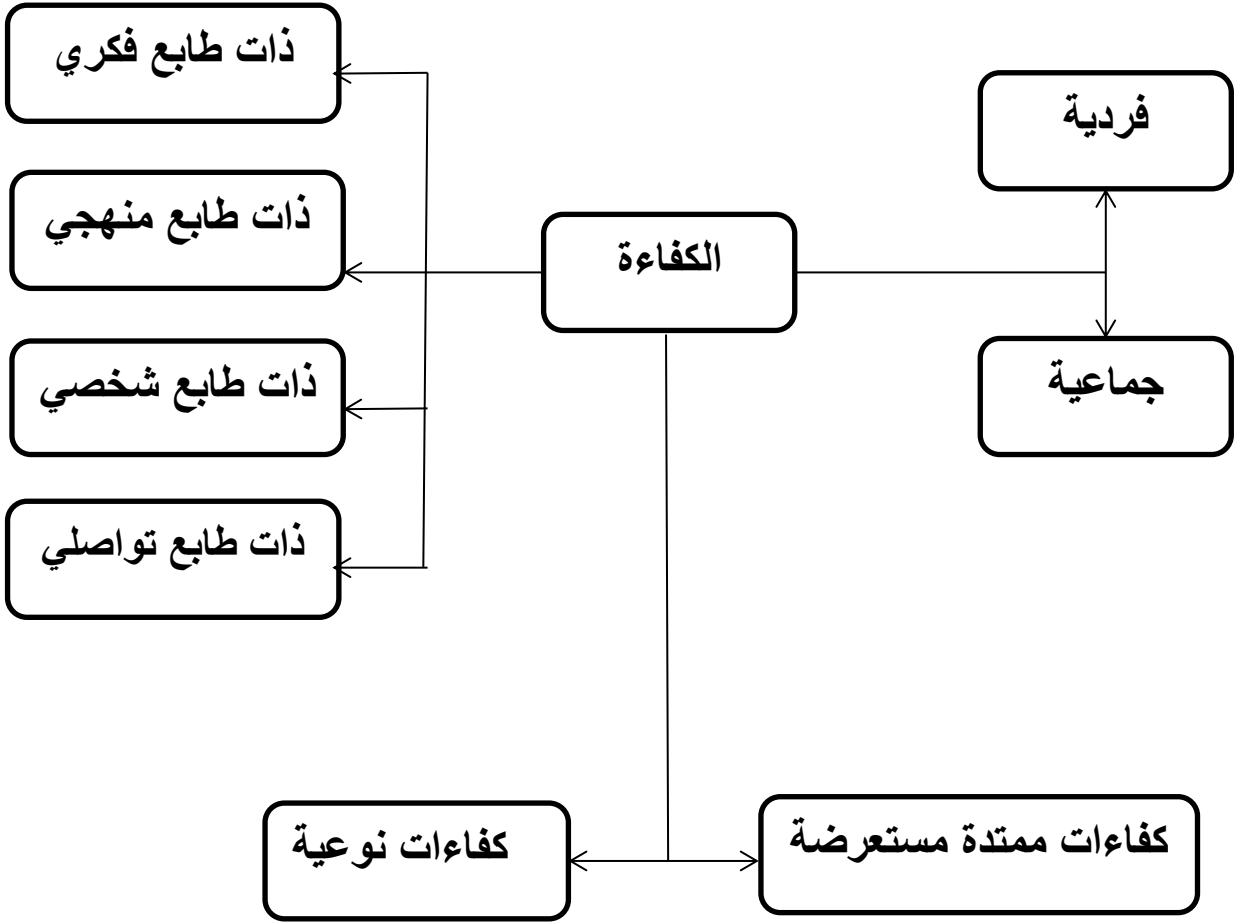 ذات طابع فكري
فردية
ذات طابع منهجي
الكفاءة
ذات طابع شخصي
جماعية
ذات طابع تواصلي
كفاءات ممتدة مستعرضة
كفاءات نوعية